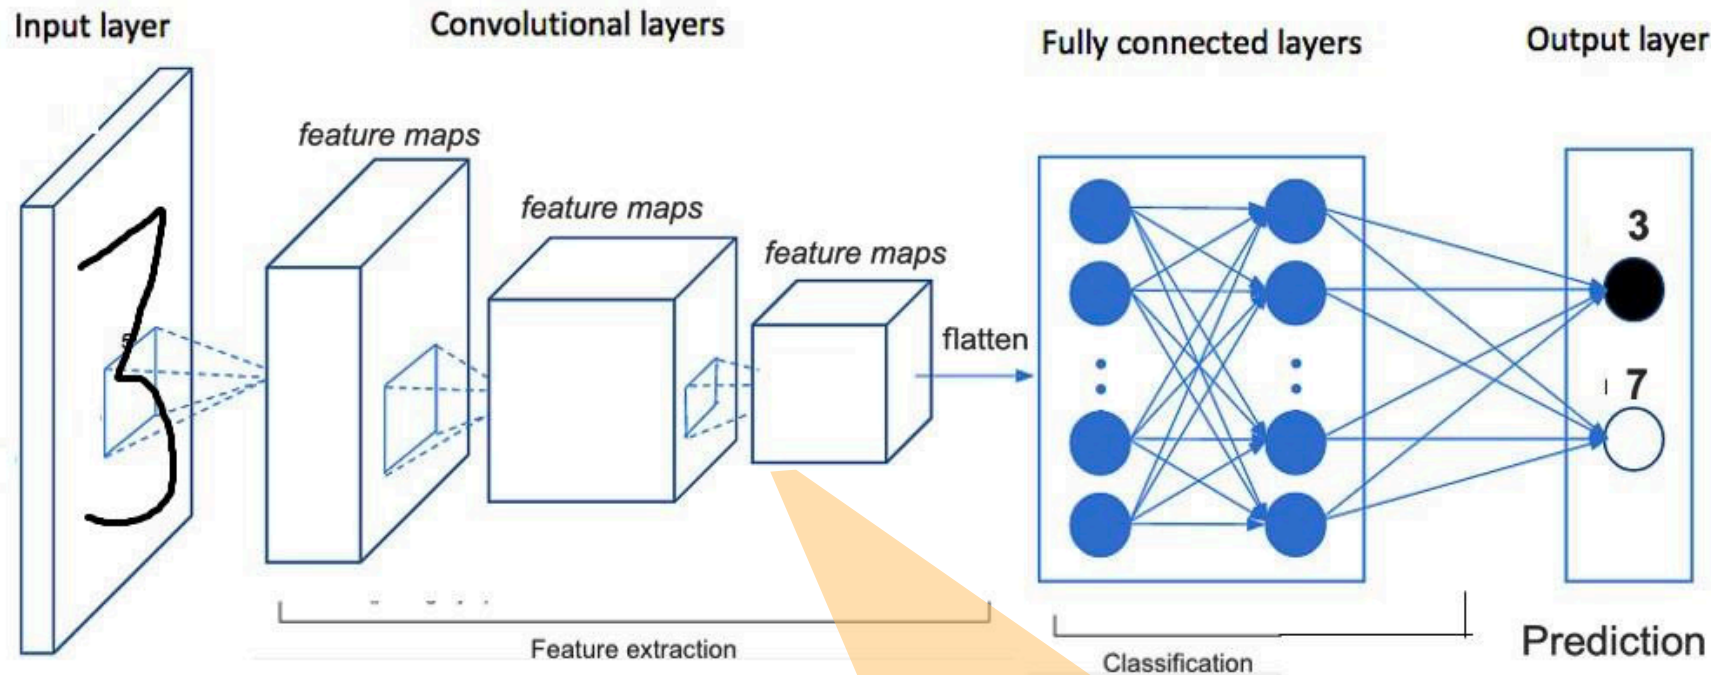 Input layer
Convolutional layers
Fully connected layers
Output layer
feature maps
feature maps
feature maps
3
flatten
3
7
Feature extraction
Classification
Prediction